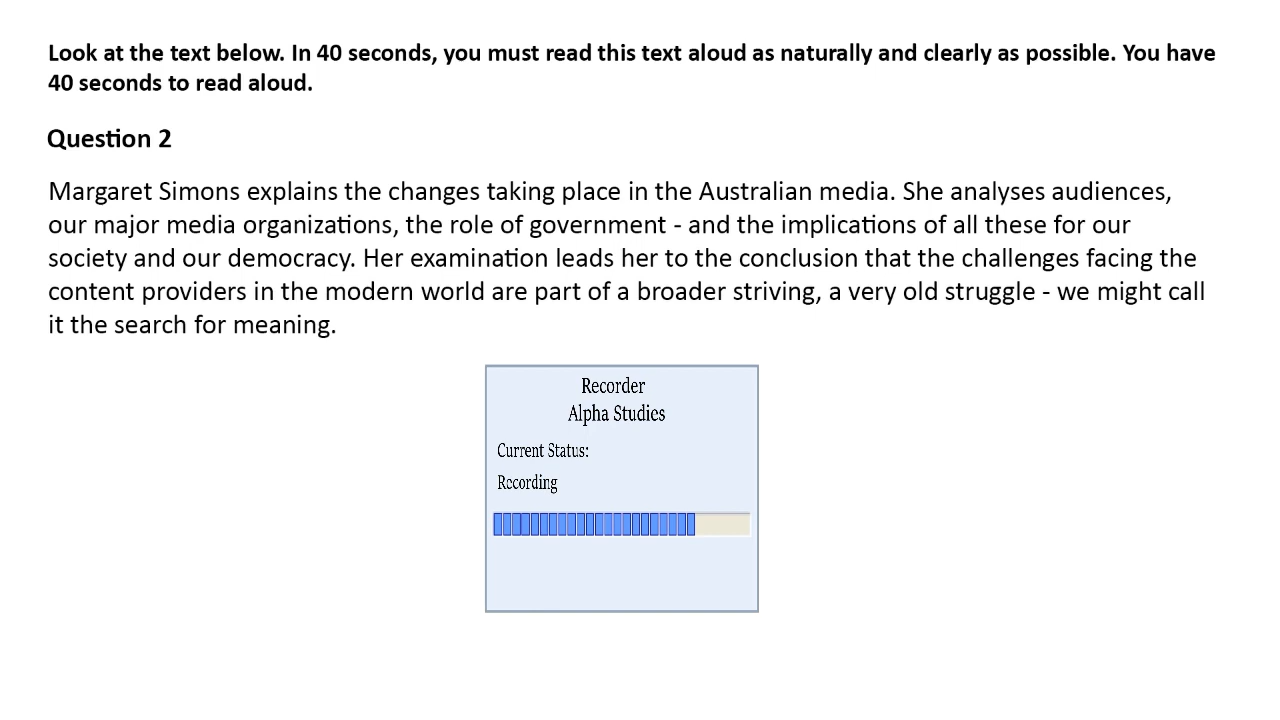 Look at the text below. In 40 seconds, you must read this text aloud as naturally and clearly as possible. You have
40 seconds to read aloud.
Question 2
Margaret Simons explains the changes taking place in the Australian media. She analyses audiences,
our major media organizations, the role of government - and the implications of all these for our
society and our democracy. Her examination leads her to the conclusion that the challenges facing the
content providers in the modern world are part of a broader striving, a very old struggle - we might call
it the search for meaning.
Recorder
Alpha Studies
Current Status:
Recording